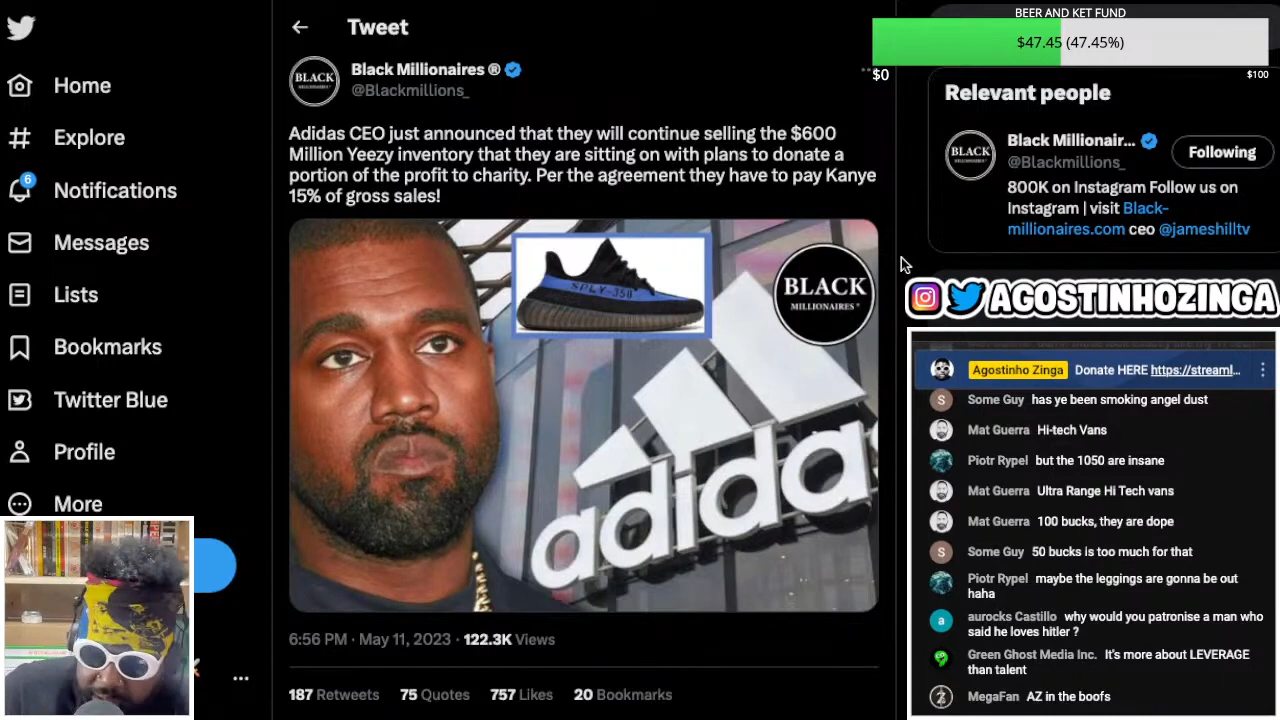 BEER AND KET FUND
$47.45 (47.45%)
$0
$100
Tweet
Home
Explore
6
Notifications
Messages
Lists
Bookmarks
Twitter Blue
Profile
More
BLACK
MILLIONAIRES
Black Millionaires ®
@Blackmillions_
Adidas CEO just announced that they will continue selling the $600
Million Yeezy inventory that they are sitting on with plans to donate a
portion of the profit to charity. Per the agreement they have to pay Kanye
15% of gross sales!
SPLY-350
BLACK
MILLIONAIRES
adidas
6:56 PM · May 11, 2023 · 122.3K Views
187 Retweets 75 Quotes 757 Likes 20 Bookmarks
Relevant people
BLACK
Black Millionair...
@Blackmillions_
Following
800K on Instagram Follow us on
Instagram | visit Black-
millionaires.com ceo @jameshilltv
AGOSTINHOZINGA
Agostinho Zinga Donate HERE https://streaml...
Some Guy has ye been smoking angel dust
Mat Guerra Hi-tech Vans
Piotr Rypel but the 1050 are insane
Mat Guerra Ultra Range Hi Tech vans
Mat Guerra 100 bucks, they are dope
Some Guy 50 bucks is too much for that
Piotr Rypel maybe the leggings are gonna be out
haha
aurocks Castillo why would you patronise a man who
said he loves hitler ?
Green Ghost Media Inc. It's more about LEVERAGE
than talent
MegaFan AZ in the boofs